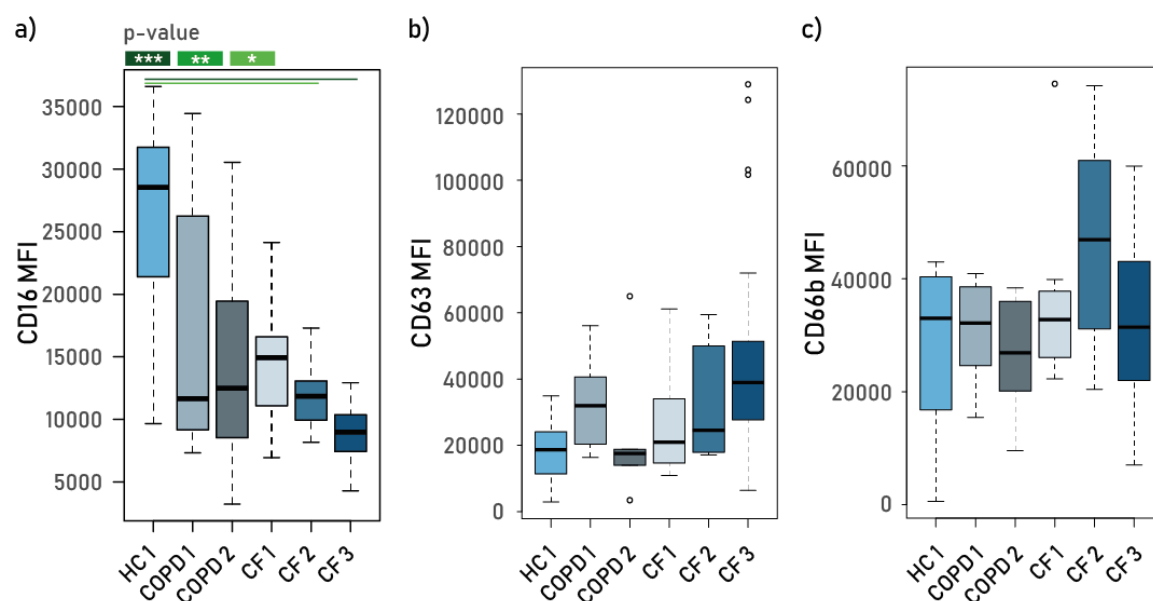 a)
p-value
*** ** *
CD16 MFI
35000
30000
25000
20000
15000
10000
5000
HC1
COPD1
COPD2
CF1
CF2
CF3
b)
CD63 MFI
120000
100000
80000
60000
40000
20000
0
HC1
COPD1
COPD2
CF1
CF2
CF3
c)
CD66b MFI
60000
40000
20000
0
HC1
COPD1
COPD2
CF1
CF2
CF3